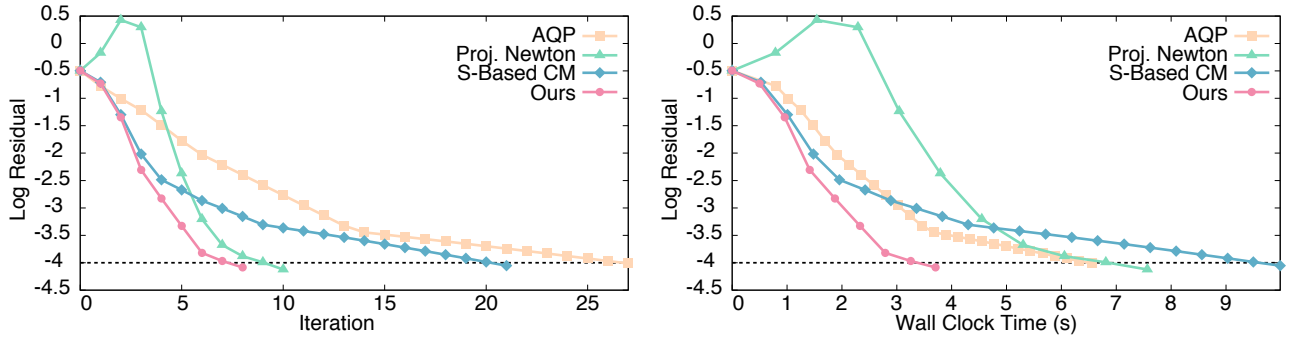 0.5
0
-0.5
-1
-1.5
-2
-2.5
-3
-3.5
-4
-4.5
Log Residual
0 5 10 15 20 25
Iteration
AQP
Proj. Newton
S-Based CM
Ours
0.5
0
-0.5
-1
-1.5
-2
-2.5
-3
-3.5
-4
-4.5
Log Residual
0 1 2 3 4 5 6 7 8 9
Wall Clock Time (s)
AQP
Proj. Newton
S-Based CM
Ours